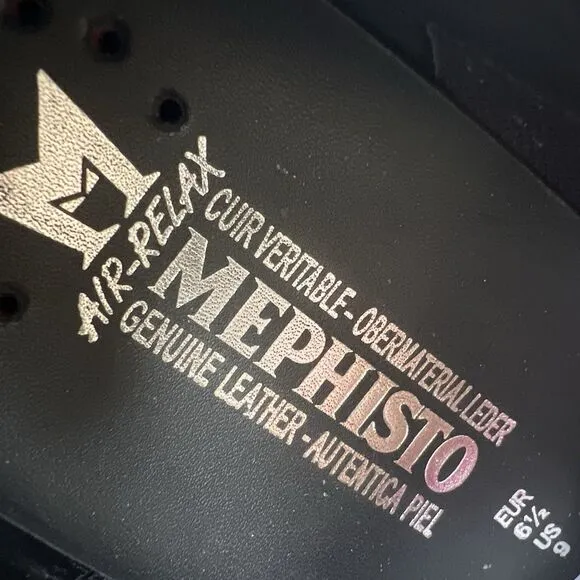 AIR-RELAX
CUIR VERITABLE - OBERMATERIAL LEDER
MEPHISTO
GENUINE LEATHER - AUTENTICA PIEL
EUR
6½
US
9